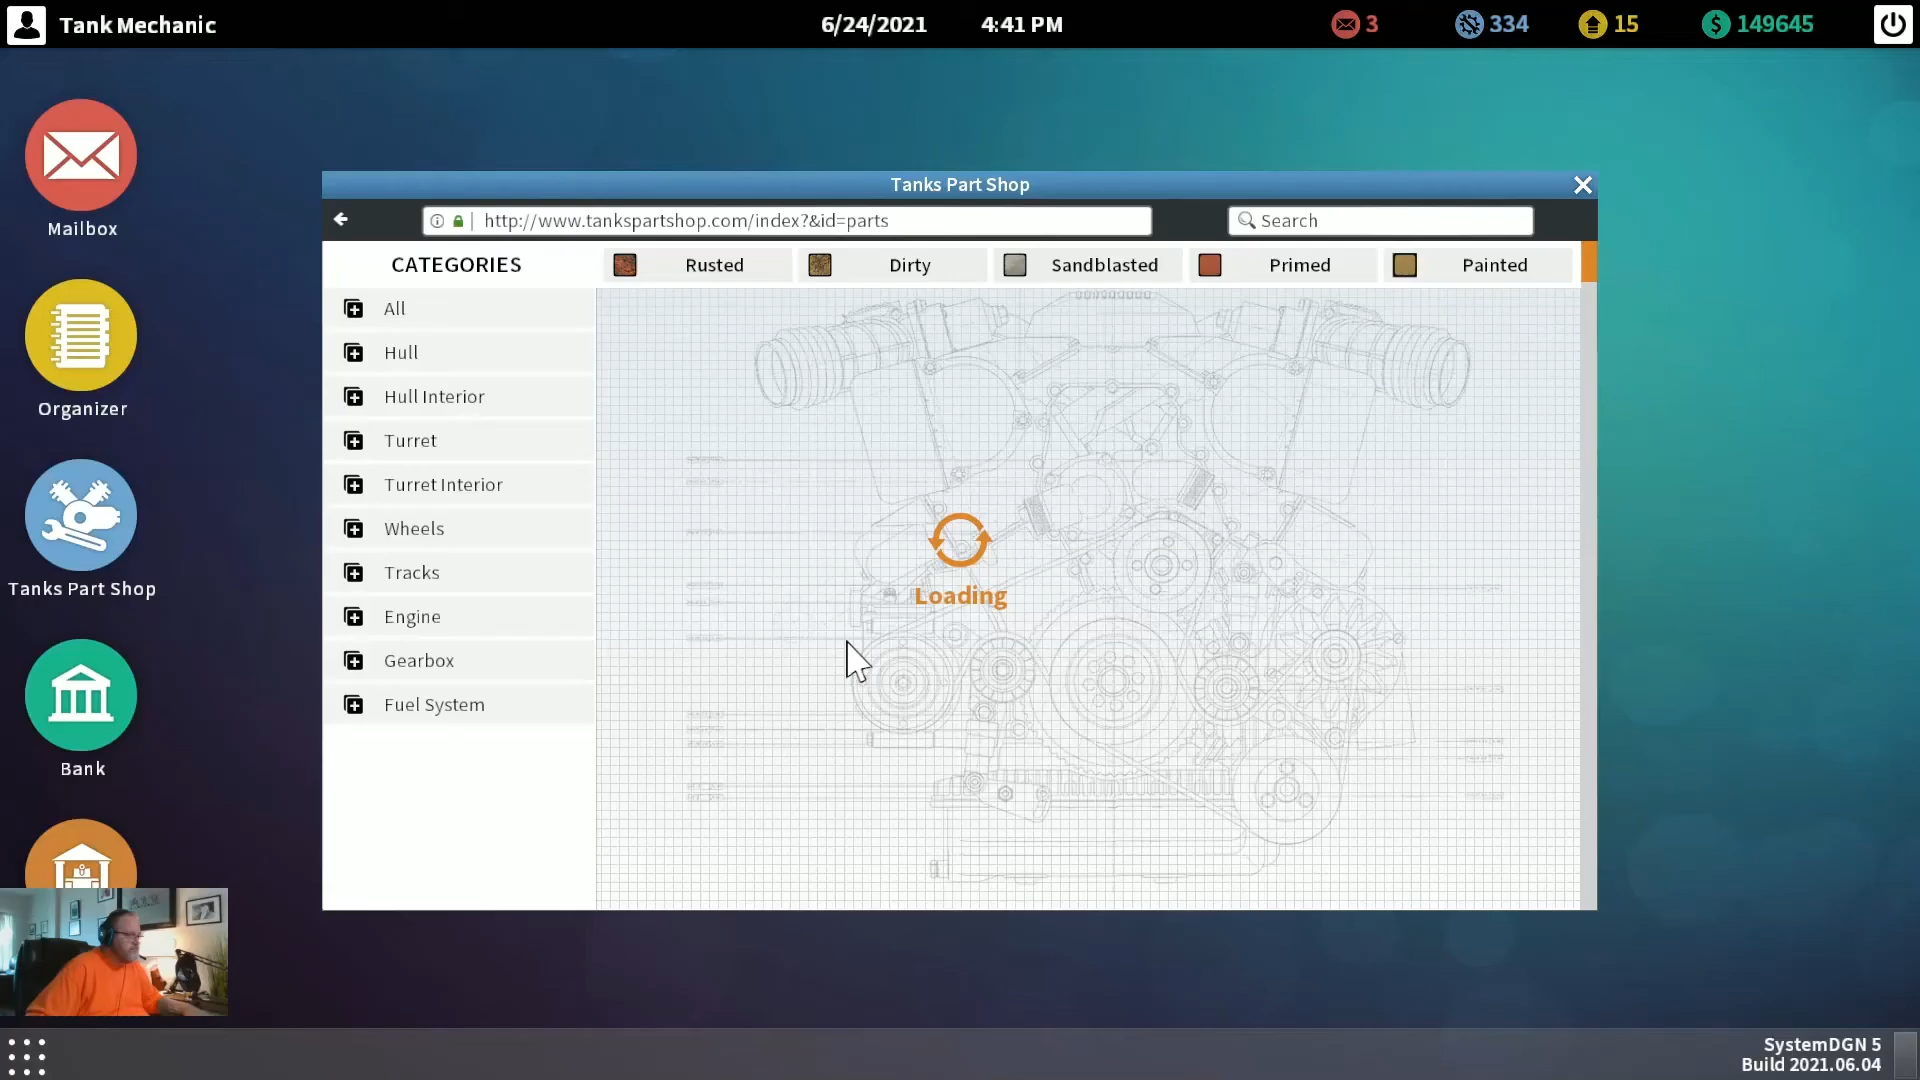 Tank Mechanic
6/24/2021
4:41 PM
3
334
15
149645
Mailbox
Organizer
Tanks Part Shop
Bank
Tanks Part Shop
http://www.tankspartshop.com/index?&id=parts
Search
CATEGORIES
Rusted
Dirty
Sandblasted
Primed
Painted
All
Hull
Hull Interior
Turret
Turret Interior
Wheels
Tracks
Engine
Gearbox
Fuel System
Loading
SystemDGN 5
Build 2021.06.04